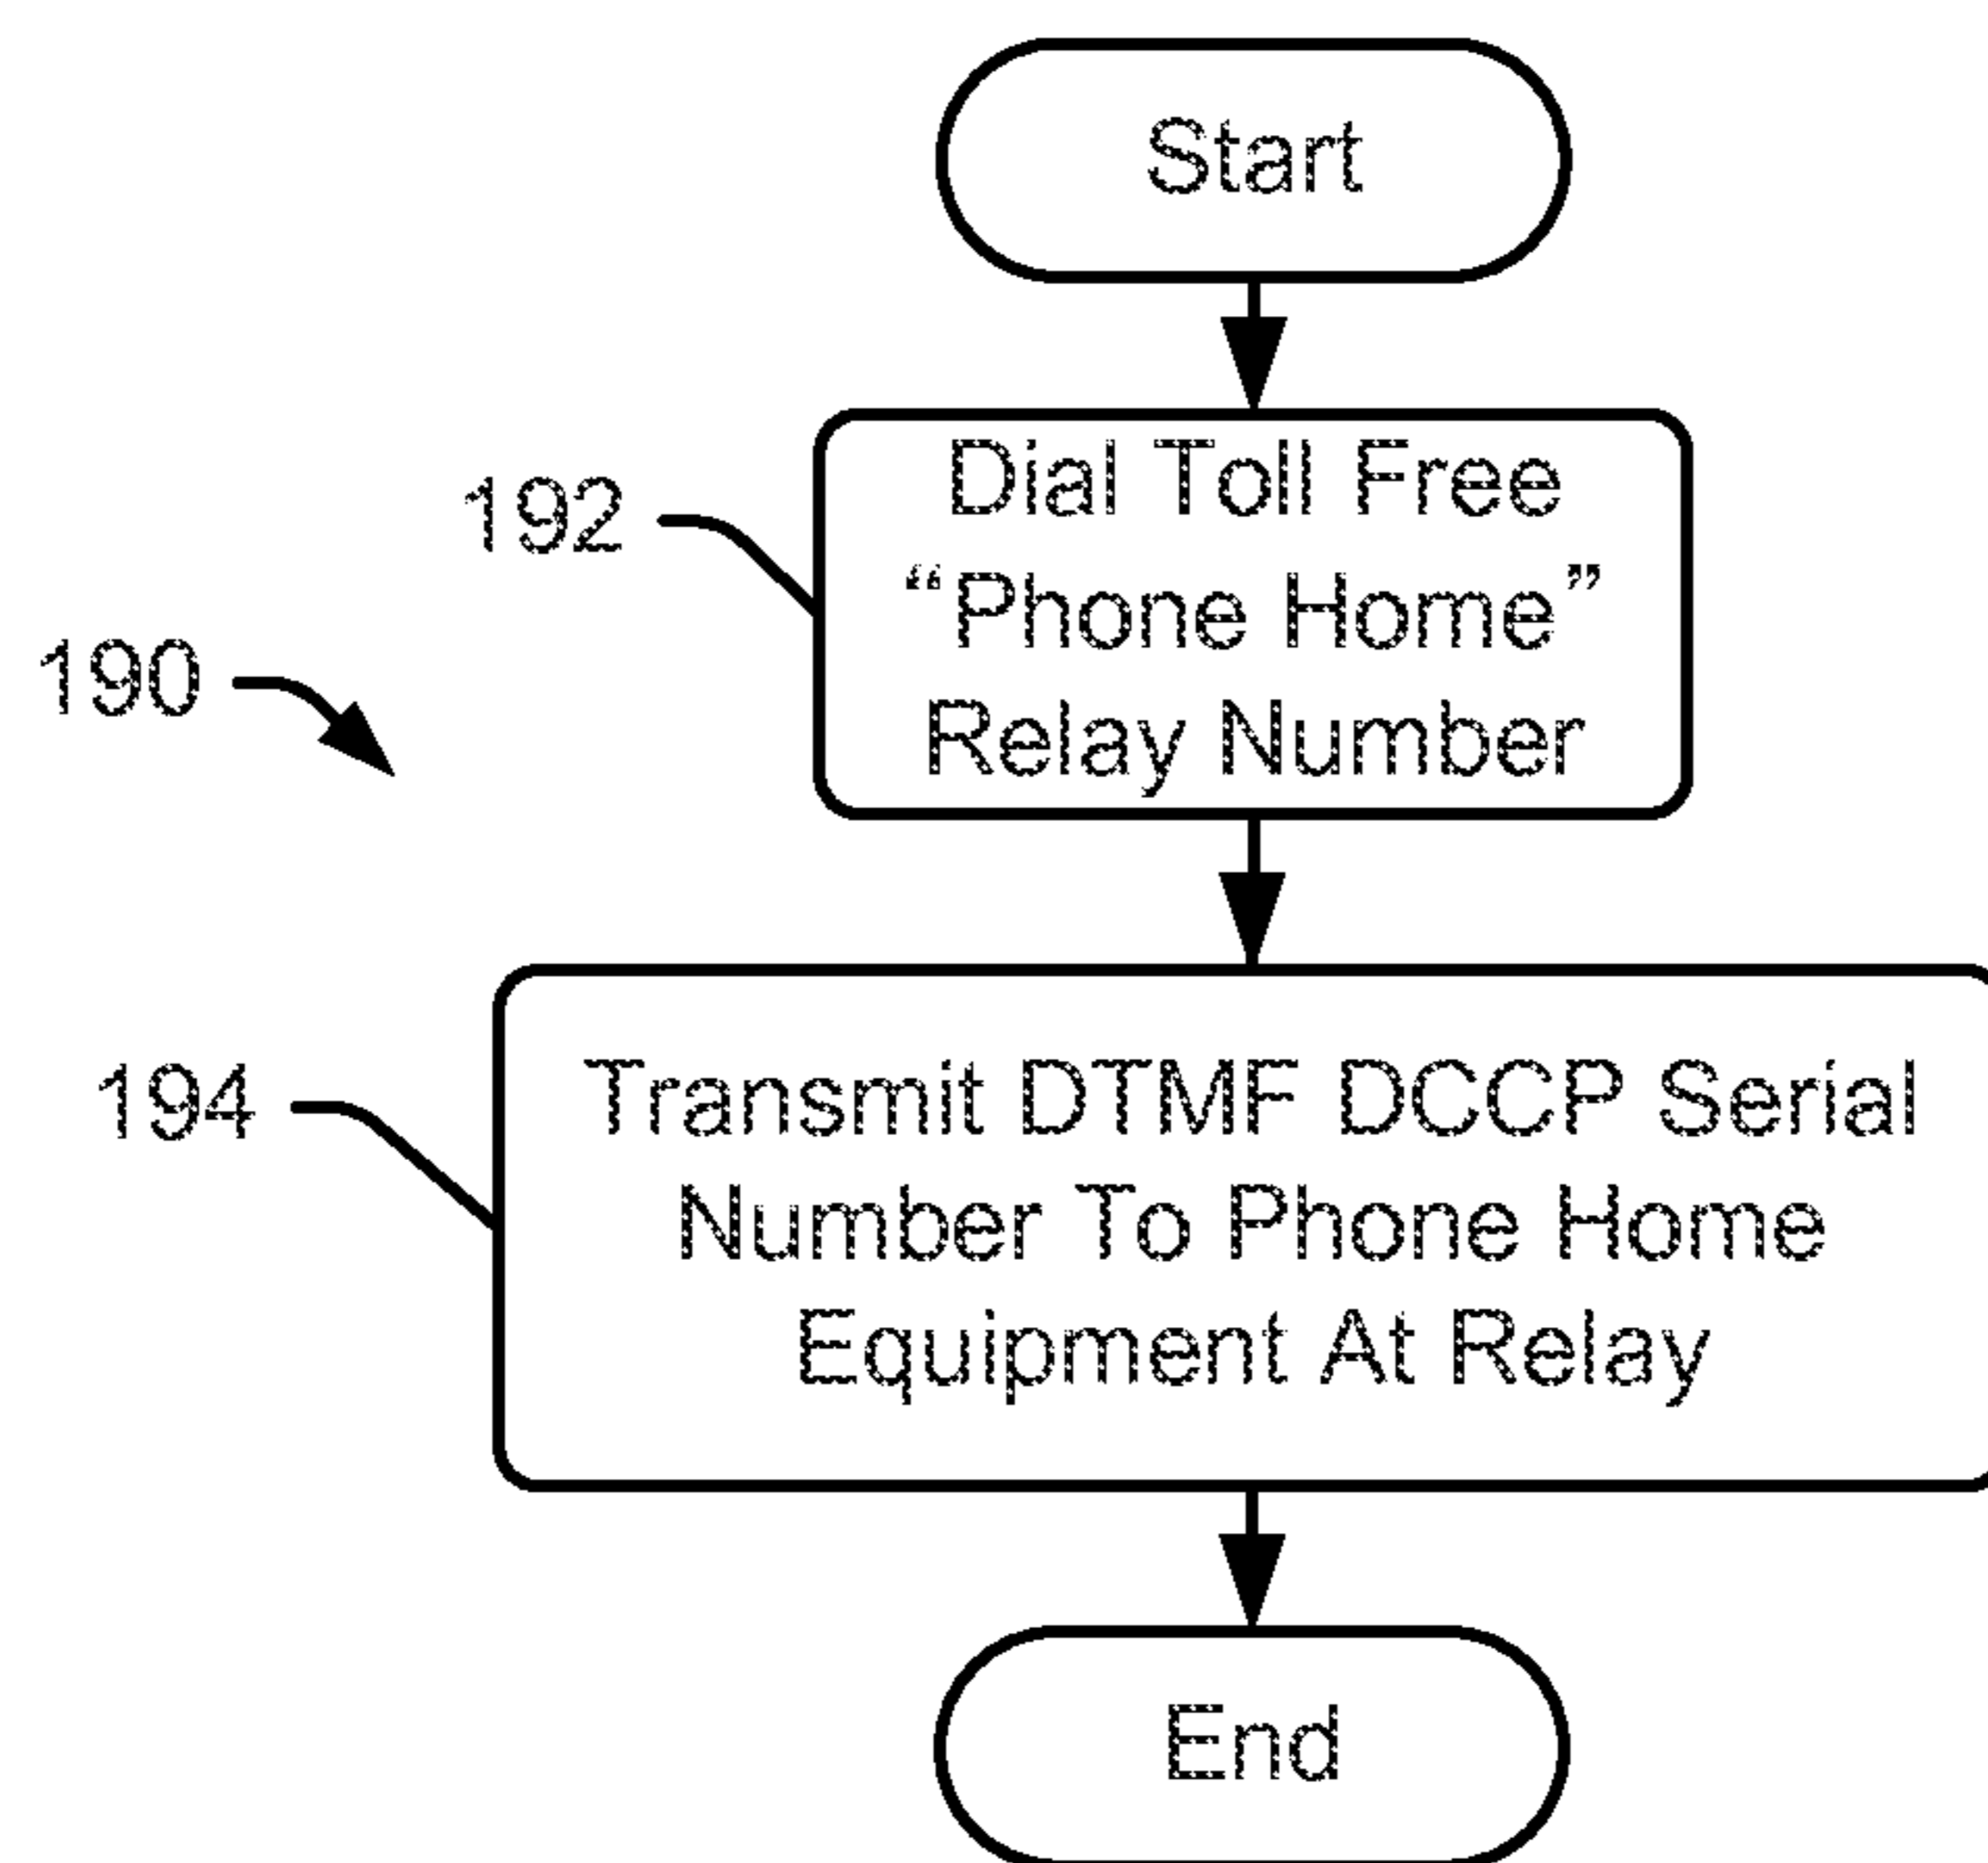 Start
192
Dial Toll Free
“Phone Home”
Relay Number
190
194
Transmit DTMF DCCP Serial
Number To Phone Home
Equipment At Relay
End